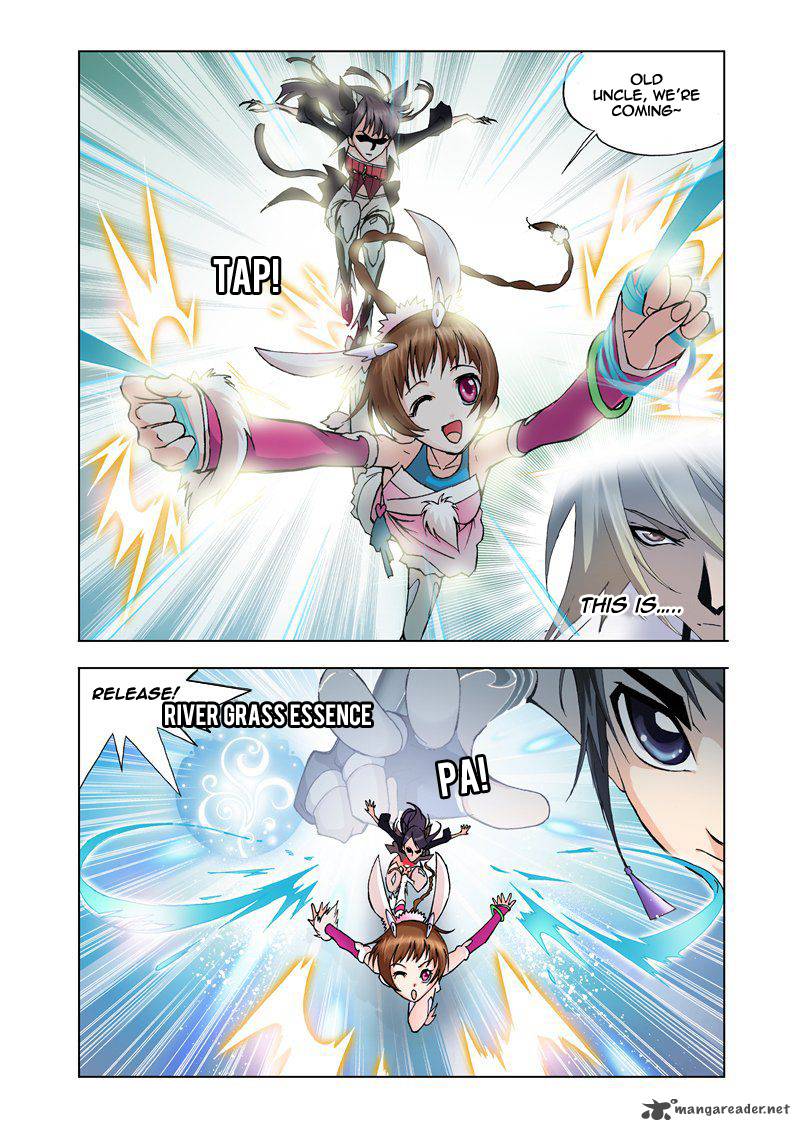 OLD
UNCLE, WE'RE
COMING~
TAP!
THIS IS.....
RELEASE!
RIVER GRASS ESSENCE
PA!
mangareader.net